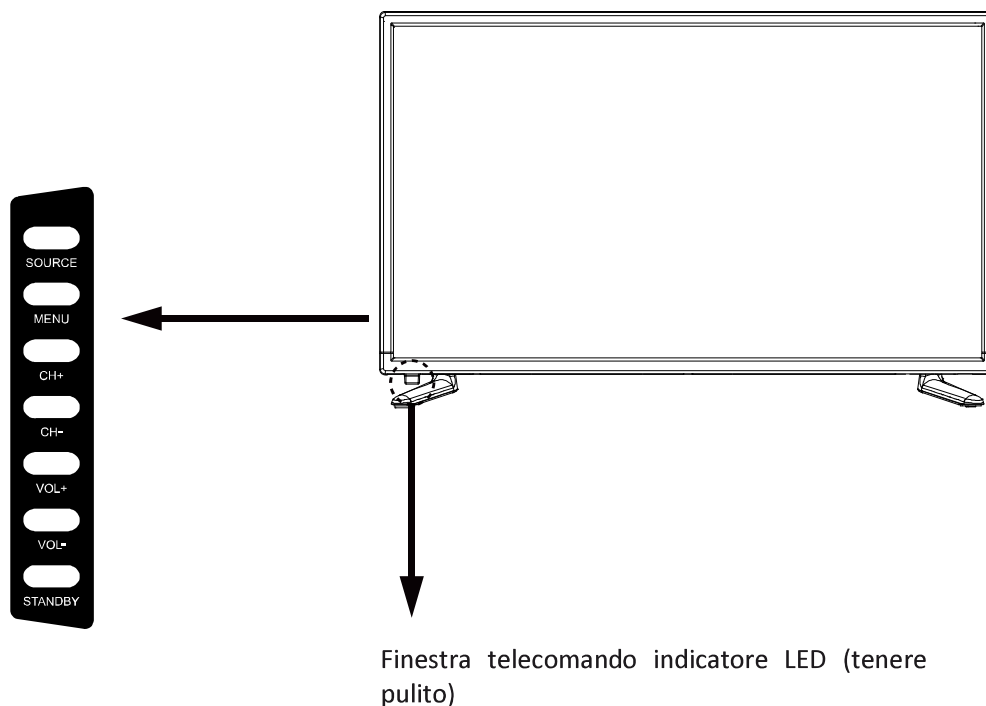 SOURCE
MENU
CH+
CH-
VOL+
VOL-
STANDBY
Finestra telecomando indicatore LED (tenere
pulito)